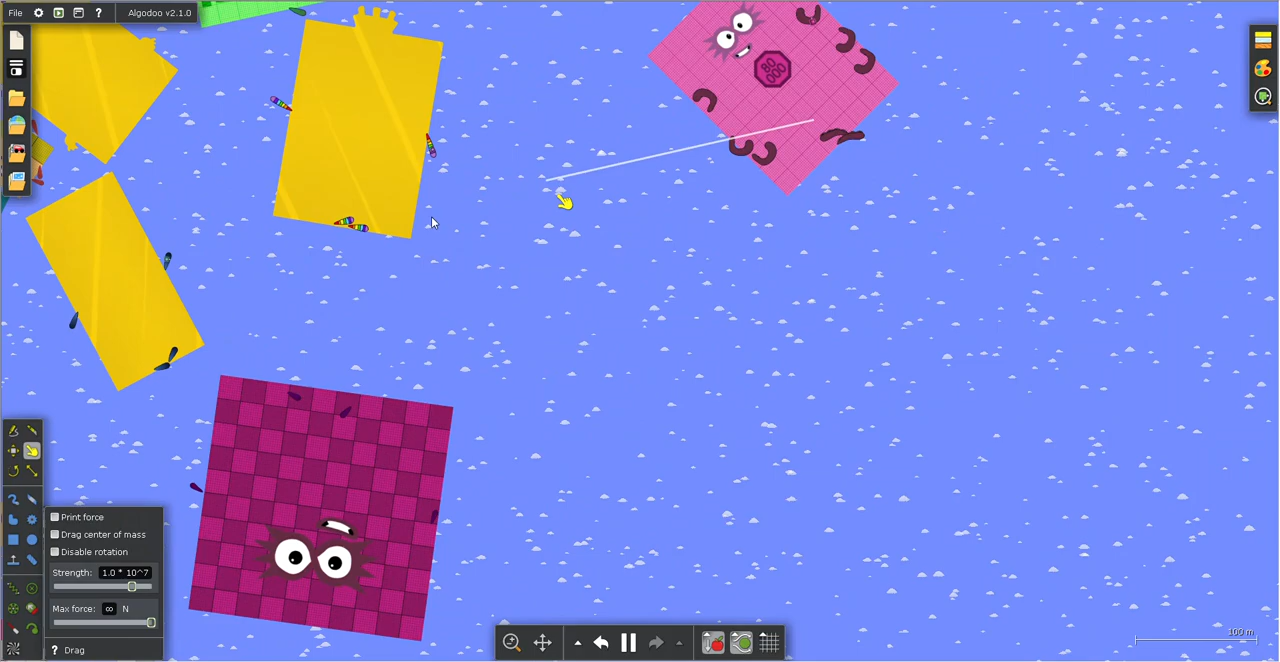 File ? Algodoo v2.1.0
80
000
Print force
Drag center of mass
Disable rotation
Strength: 1.0 * 10^7
Max force: ∞ N
? Drag
100 m